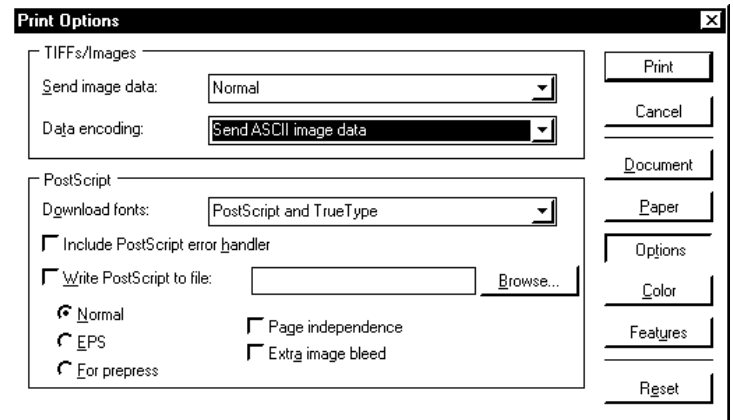 Print Options
TIFFs/Images
Send image data: Normal
Data encoding: Send ASCII image data
PostScript
Download fonts: PostScript and TrueType
Include PostScript error handler
Write PostScript to file: Browse...
Normal
EPS
For prepress
Page independence
Extra image bleed
Print
Cancel
Document
Paper
Options
Color
Features
Reset